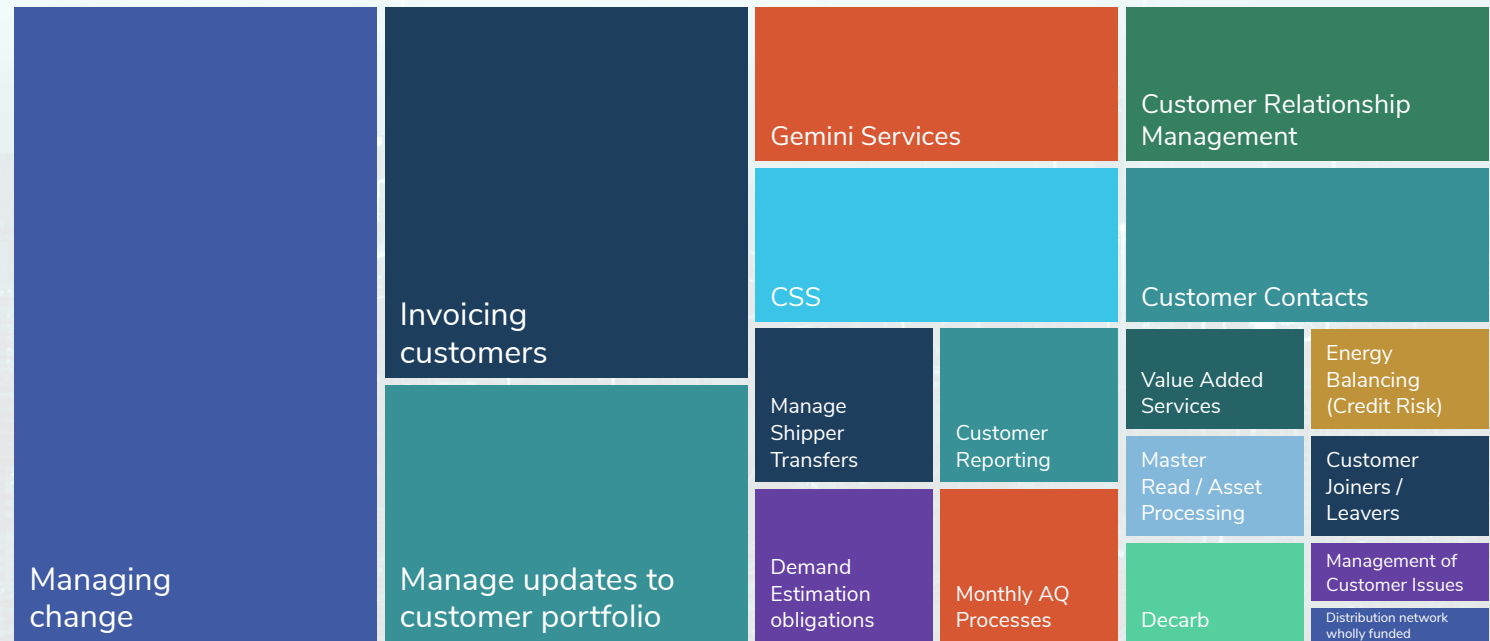 Managing
change
Invoicing
customers
Manage updates to
customer portfolio
Gemini Services
CSS
Manage
Shipper
Transfers
Customer
Reporting
Demand
Estimation
obligations
Monthly AQ
Processes
Customer Relationship
Management
Customer Contacts
Value Added
Services
Energy
Balancing
(Credit Risk)
Master
Read / Asset
Processing
Customer
Joiners /
Leavers
Decarb
Management of
Customer Issues
Distribution network
wholly funded